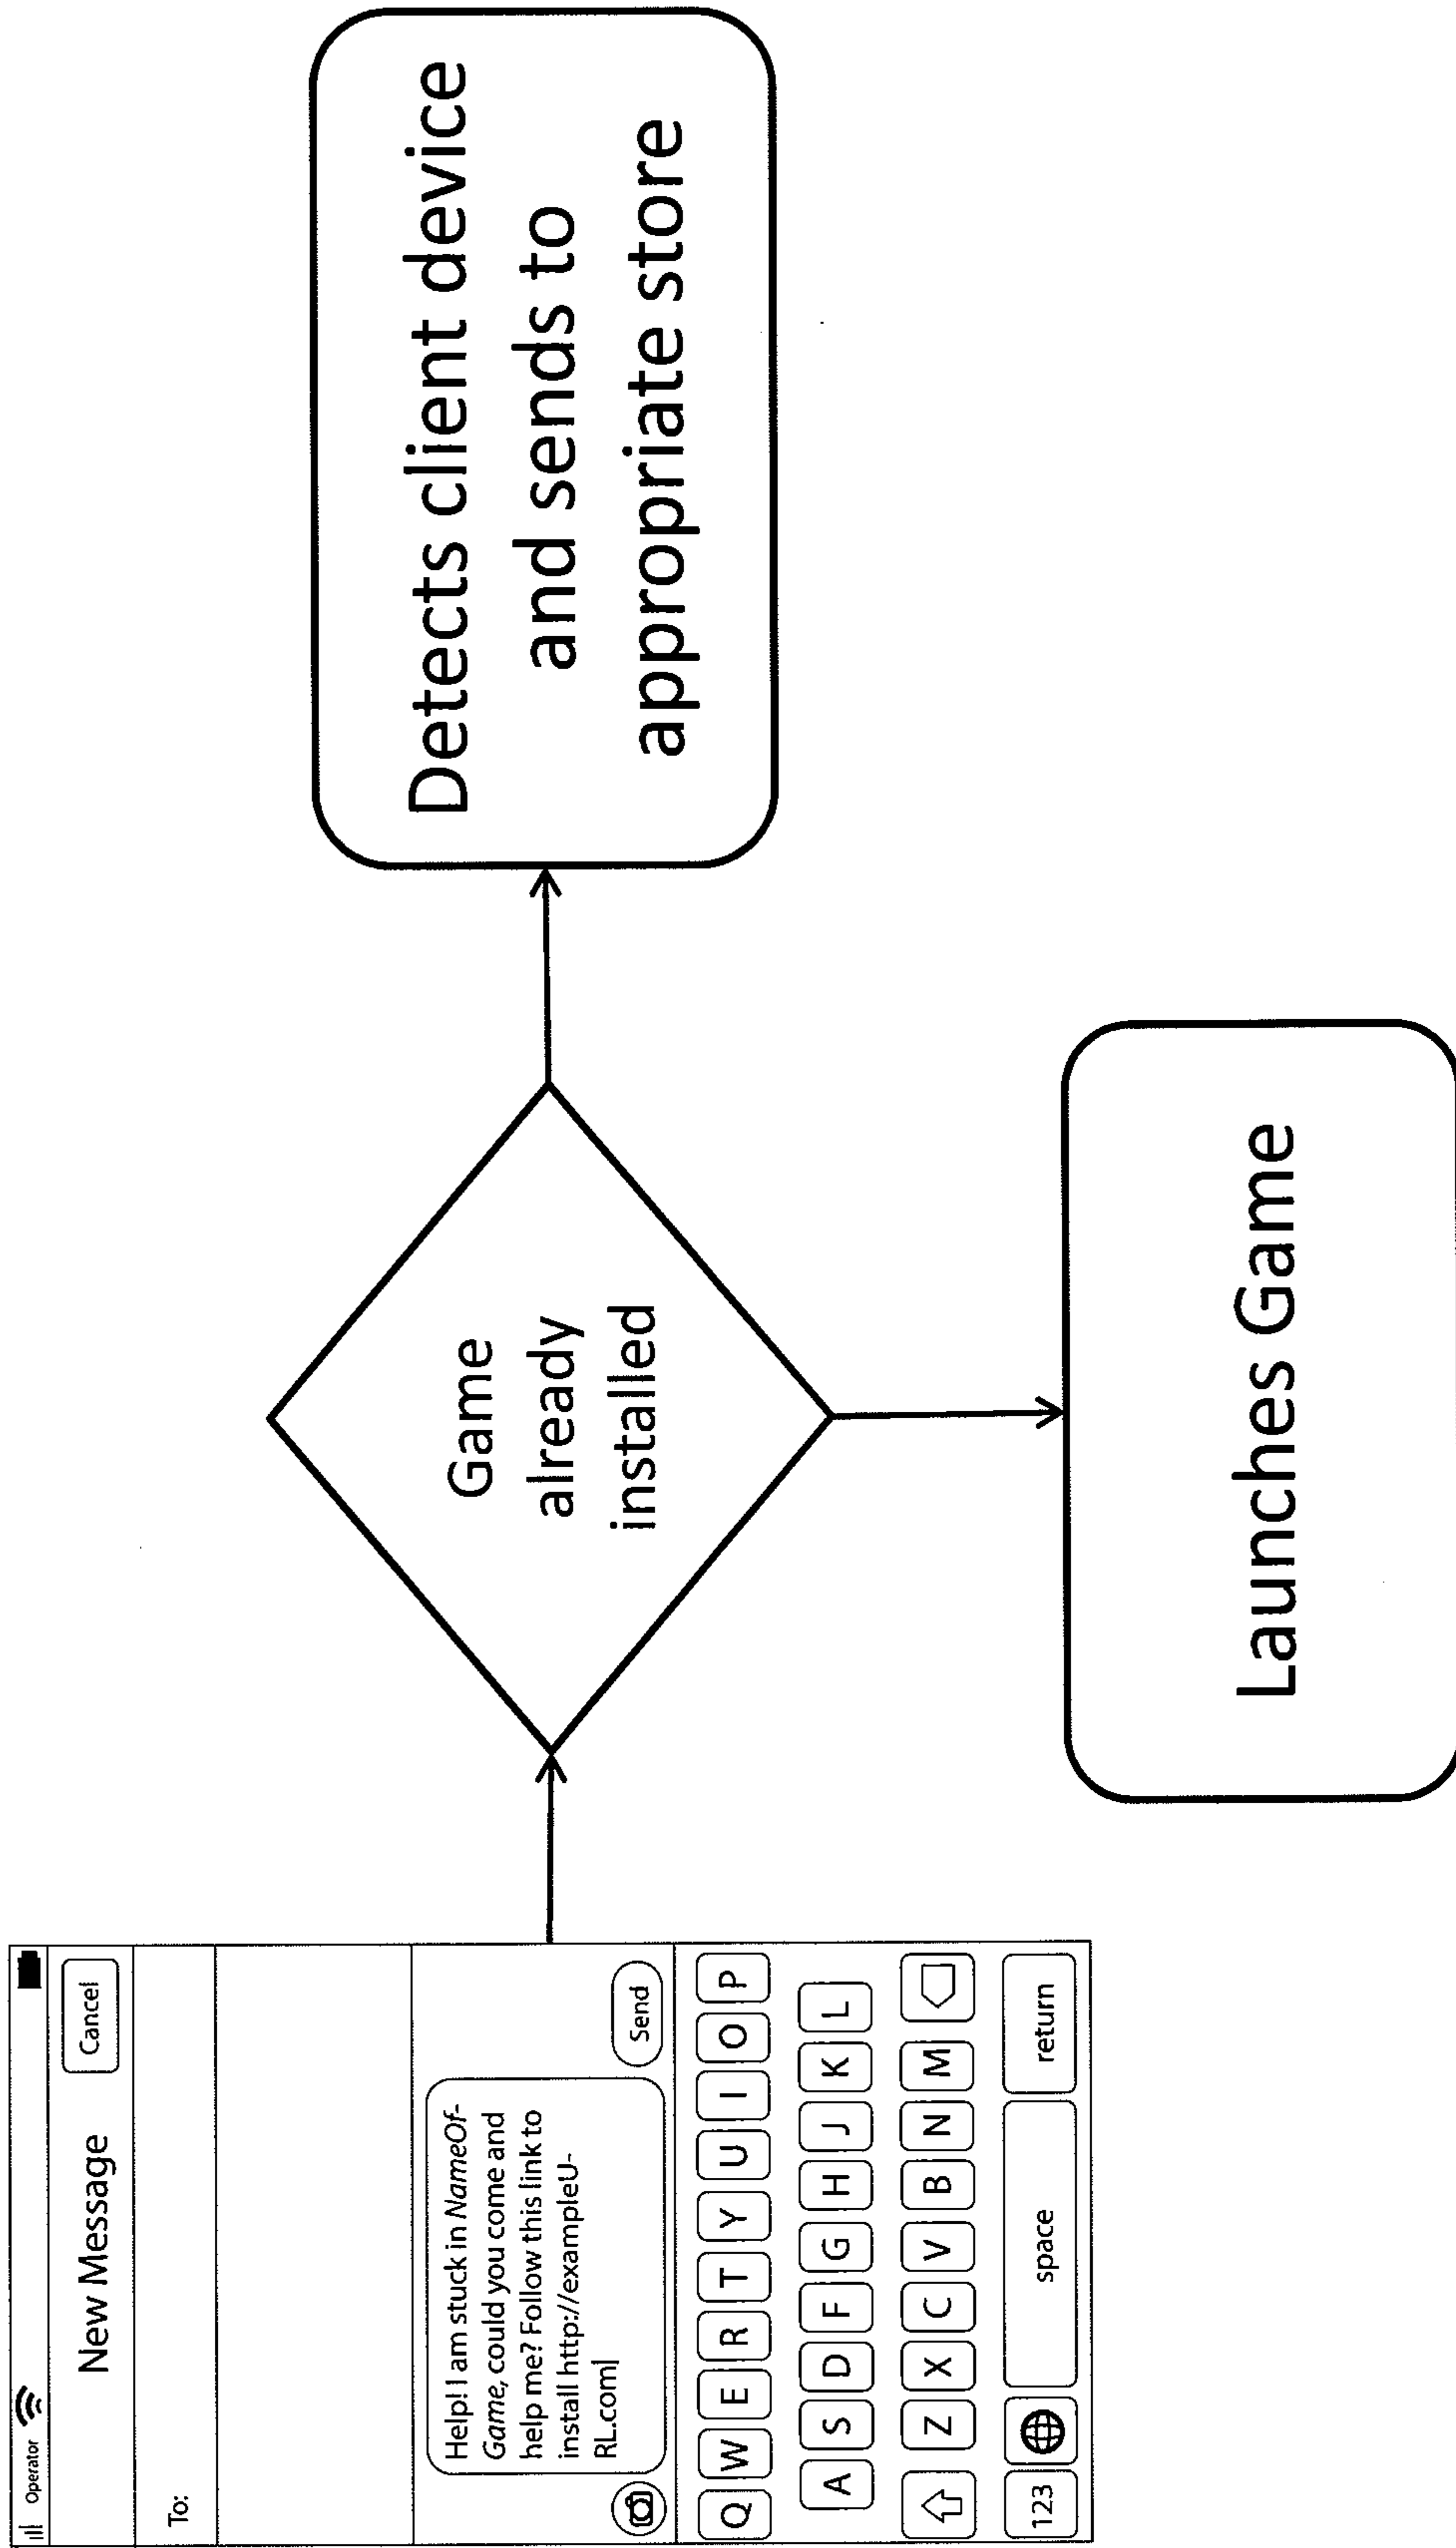 Operator
New Message
Cancel
To:
Help! I am stuck in NameOf-
Game, could you come and
help me? Follow this link to
install http://exampleU-
RL.com
Send
Q W E R T Y U I O P
A S D F G H J K L
Z X C V B N M
123
space
return
Game
already
installed
Detects client device
and sends to
appropriate store
Launches Game